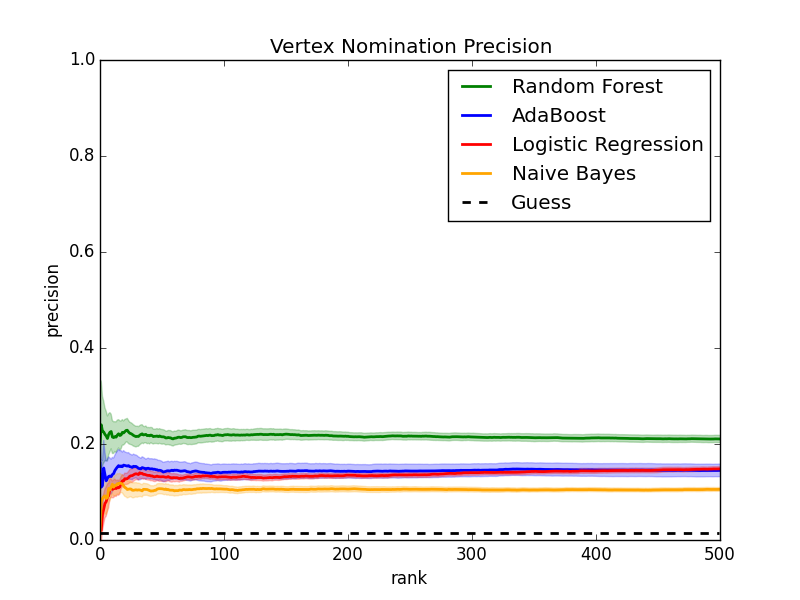 Vertex Nomination Precision
1.0
0.8
0.6
0.4
0.2
0.0
precision
Random Forest
AdaBoost
Logistic Regression
Naive Bayes
Guess
0 100 200 300 400 500
rank